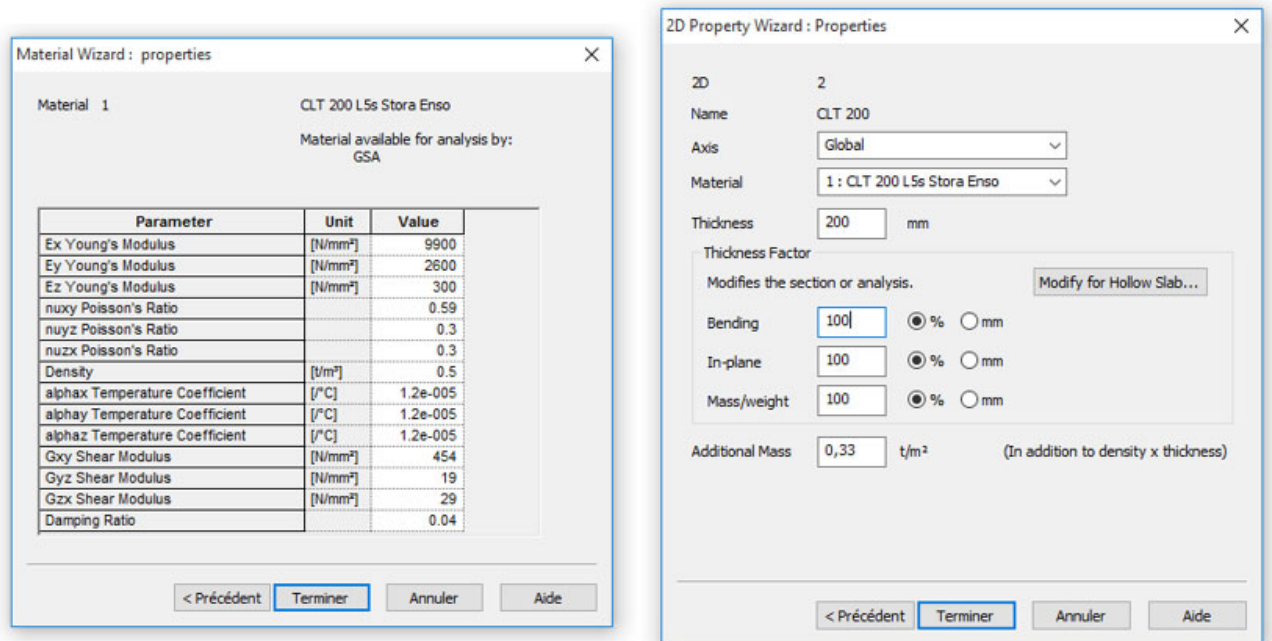 Material Wizard : properties
Material 1 CLT 200 L5s Stora Enso
Material available for analysis by:
GSA
Parameter Unit Value
Ex Young's Modulus [N/mm²] 9900
Ey Young's Modulus [N/mm²] 2600
Ez Young's Modulus [N/mm²] 300
nuxy Poisson's Ratio 0.59
nuyz Poisson's Ratio 0.3
nuzx Poisson's Ratio 0.3
Density [t/m³] 0.5
alphax Temperature Coefficient [/°C] 1.2e-005
alphay Temperature Coefficient [/°C] 1.2e-005
alphaz Temperature Coefficient [/°C] 1.2e-005
Gxy Shear Modulus [N/mm²] 454
Gyz Shear Modulus [N/mm²] 19
Gzx Shear Modulus [N/mm²] 29
Damping Ratio 0.04
< Précédent Terminer Annuler Aide
2D Property Wizard : Properties
2D 2
Name CLT 200
Axis Global
Material 1 : CLT 200 L5s Stora Enso
Thickness 200 mm
Thickness Factor
Modifies the section or analysis. Modify for Hollow Slab...
Bending 100 % mm
In-plane 100 % mm
Mass/weight 100 % mm
Additional Mass 0,33 t/m² (In addition to density x thickness)
< Précédent Terminer Annuler Aide